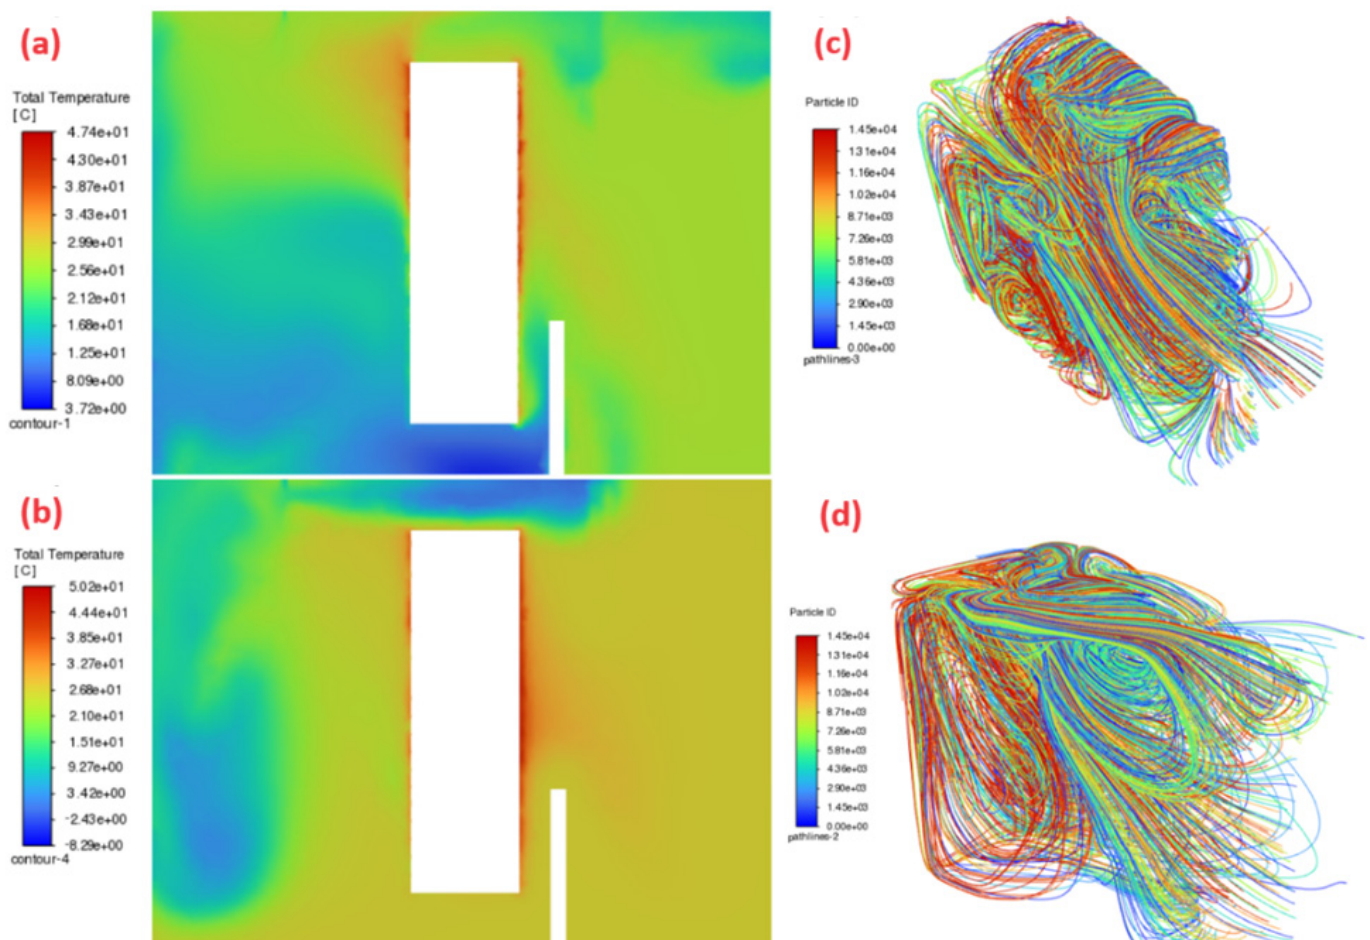 (a)
Total Temperature
[C]
4.74e+01
4.30e+01
3.87e+01
3.43e+01
2.99e+01
2.56e+01
2.12e+01
1.68e+01
1.25e+01
8.09e+00
3.72e+00
contour-1
(b)
Total Temperature
[C]
5.02e+01
4.44e+01
3.85e+01
3.27e+01
2.68e+01
2.10e+01
1.51e+01
9.27e+00
3.42e+00
-2.43e+00
-8.29e+00
contour-4
(c)
Particle ID
1.45e+04
1.31e+04
1.16e+04
1.02e+04
8.71e+03
7.26e+03
5.81e+03
4.36e+03
2.90e+03
1.45e+03
0.00e+00
pathlines-3
(d)
Particle ID
1.45e+04
1.31e+04
1.16e+04
1.02e+04
8.71e+03
7.26e+03
5.81e+03
4.36e+03
2.90e+03
1.45e+03
0.00e+00
pathlines-2